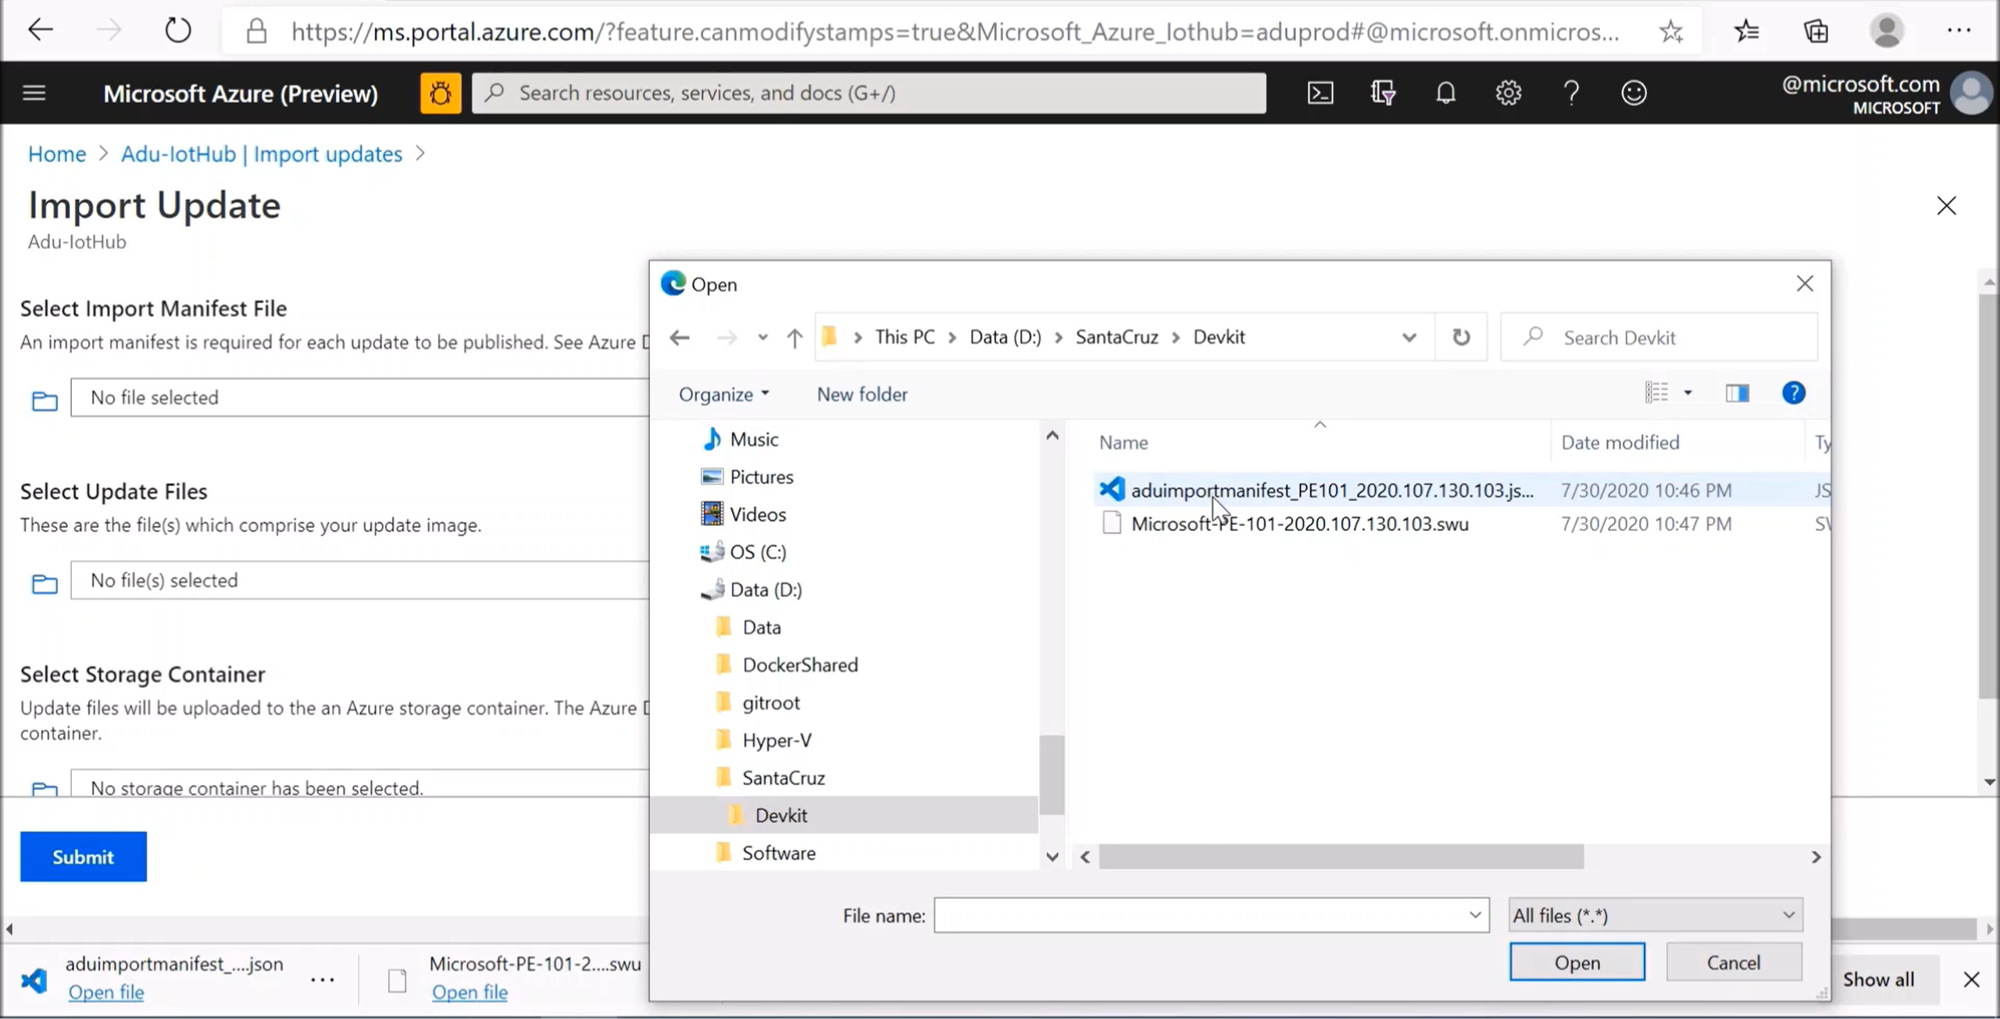 https://ms.portal.azure.com/?feature.canmodifystamps=true&Microsoft_Azure_Iothub=aduprod#@microsoft.onmicros...
Microsoft Azure (Preview)
Search resources, services, and docs (G+/)
@microsoft.com
MICROSOFT
Home > Adu-IotHub | Import updates >
Import Update
Adu-IotHub
Select Import Manifest File
An import manifest is required for each update to be published. See Azure D
No file selected
Select Update Files
These are the file(s) which comprise your update image.
No file(s) selected
Select Storage Container
Update files will be uploaded to the an Azure storage container. The Azure D
container.
No storage container has been selected.
Submit
Open
This PC > Data (D:) > SantaCruz > Devkit
Search Devkit
Organize
New folder
Music
Pictures
Videos
OS (C:)
Data (D:)
Data
DockerShared
gitroot
Hyper-V
SantaCruz
Devkit
Software
Name Date modified Ty
aduimportmanifest_PE101_2020.107.130.103.js... 7/30/2020 10:46 PM JS
Microsoft-PE-101-2020.107.130.103.swu 7/30/2020 10:47 PM SV
File name:
All files (*.*)
Open
Cancel
aduimportmanifest_....json
Open file
Microsoft-PE-101-2....swu
Open file
Show all